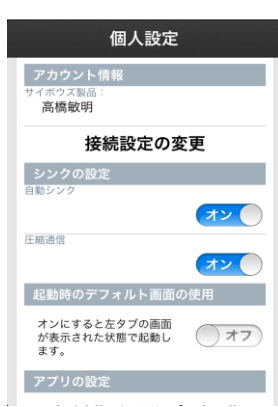 個人設定
アカウント情報
サイボウズ製品：
高橋敏明
接続設定の変更
シンクの設定
自動シンク
オン
圧縮通信
オン
起動時のデフォルト画面の使用
オンにすると左タブの画面
が表示された状態で起動し
ます。
オフ
アプリの設定